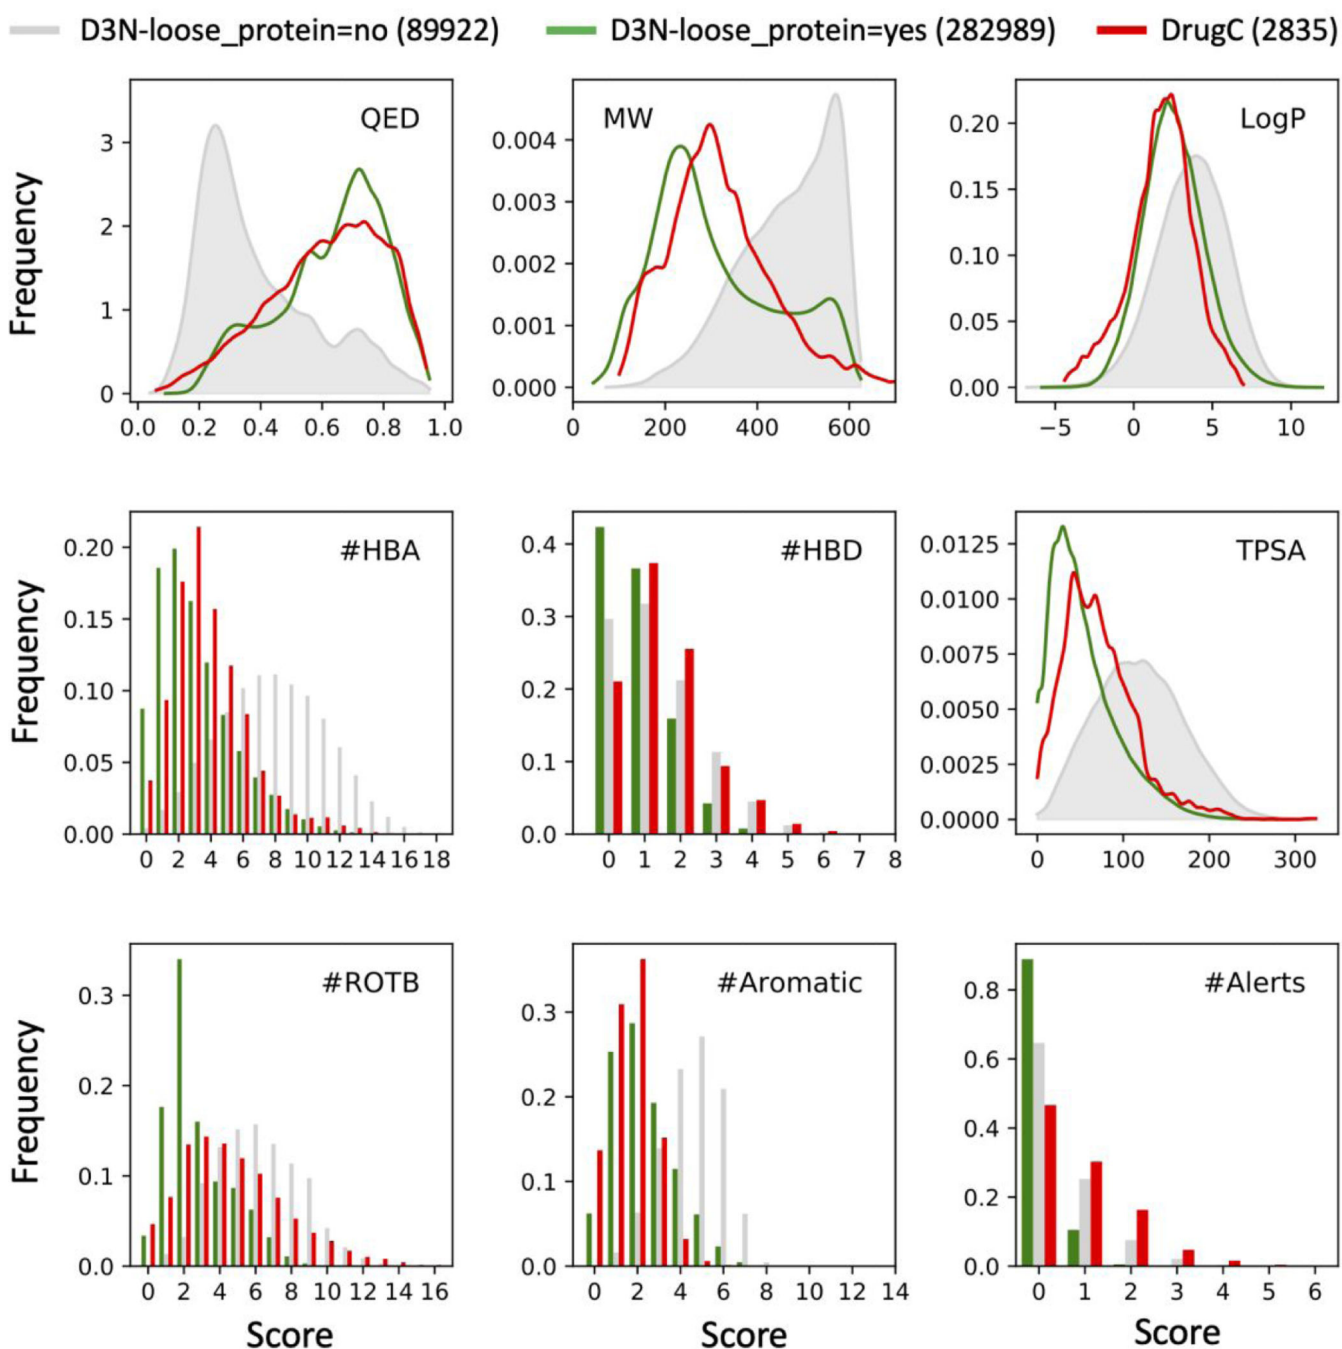 D3N-loose_protein=no (89922) D3N-loose_protein=yes (282989) DrugC (2835)
QED MW LogP
Frequency
3
2
1
0
0.0 0.2 0.4 0.6 0.8 1.0
0.004
0.003
0.002
0.001
0.000
0 200 400 600
0.20
0.15
0.10
0.05
0.00
−5 0 5 10
#HBA #HBD TPSA
Frequency
0.20
0.15
0.10
0.05
0.00
0 2 4 6 8 10 12 14 16 18
0.4
0.3
0.2
0.1
0.0
0 1 2 3 4 5 6 7 8
0.0125
0.0100
0.0075
0.0050
0.0025
0.0000
0 100 200 300
#ROTB #Aromatic #Alerts
Frequency
0.3
0.2
0.1
0.0
0 2 4 6 8 10 12 14 16
0.3
0.2
0.1
0.0
0 2 4 6 8 10 12 14
0.8
0.6
0.4
0.2
0.0
0 1 2 3 4 5 6
Score Score Score